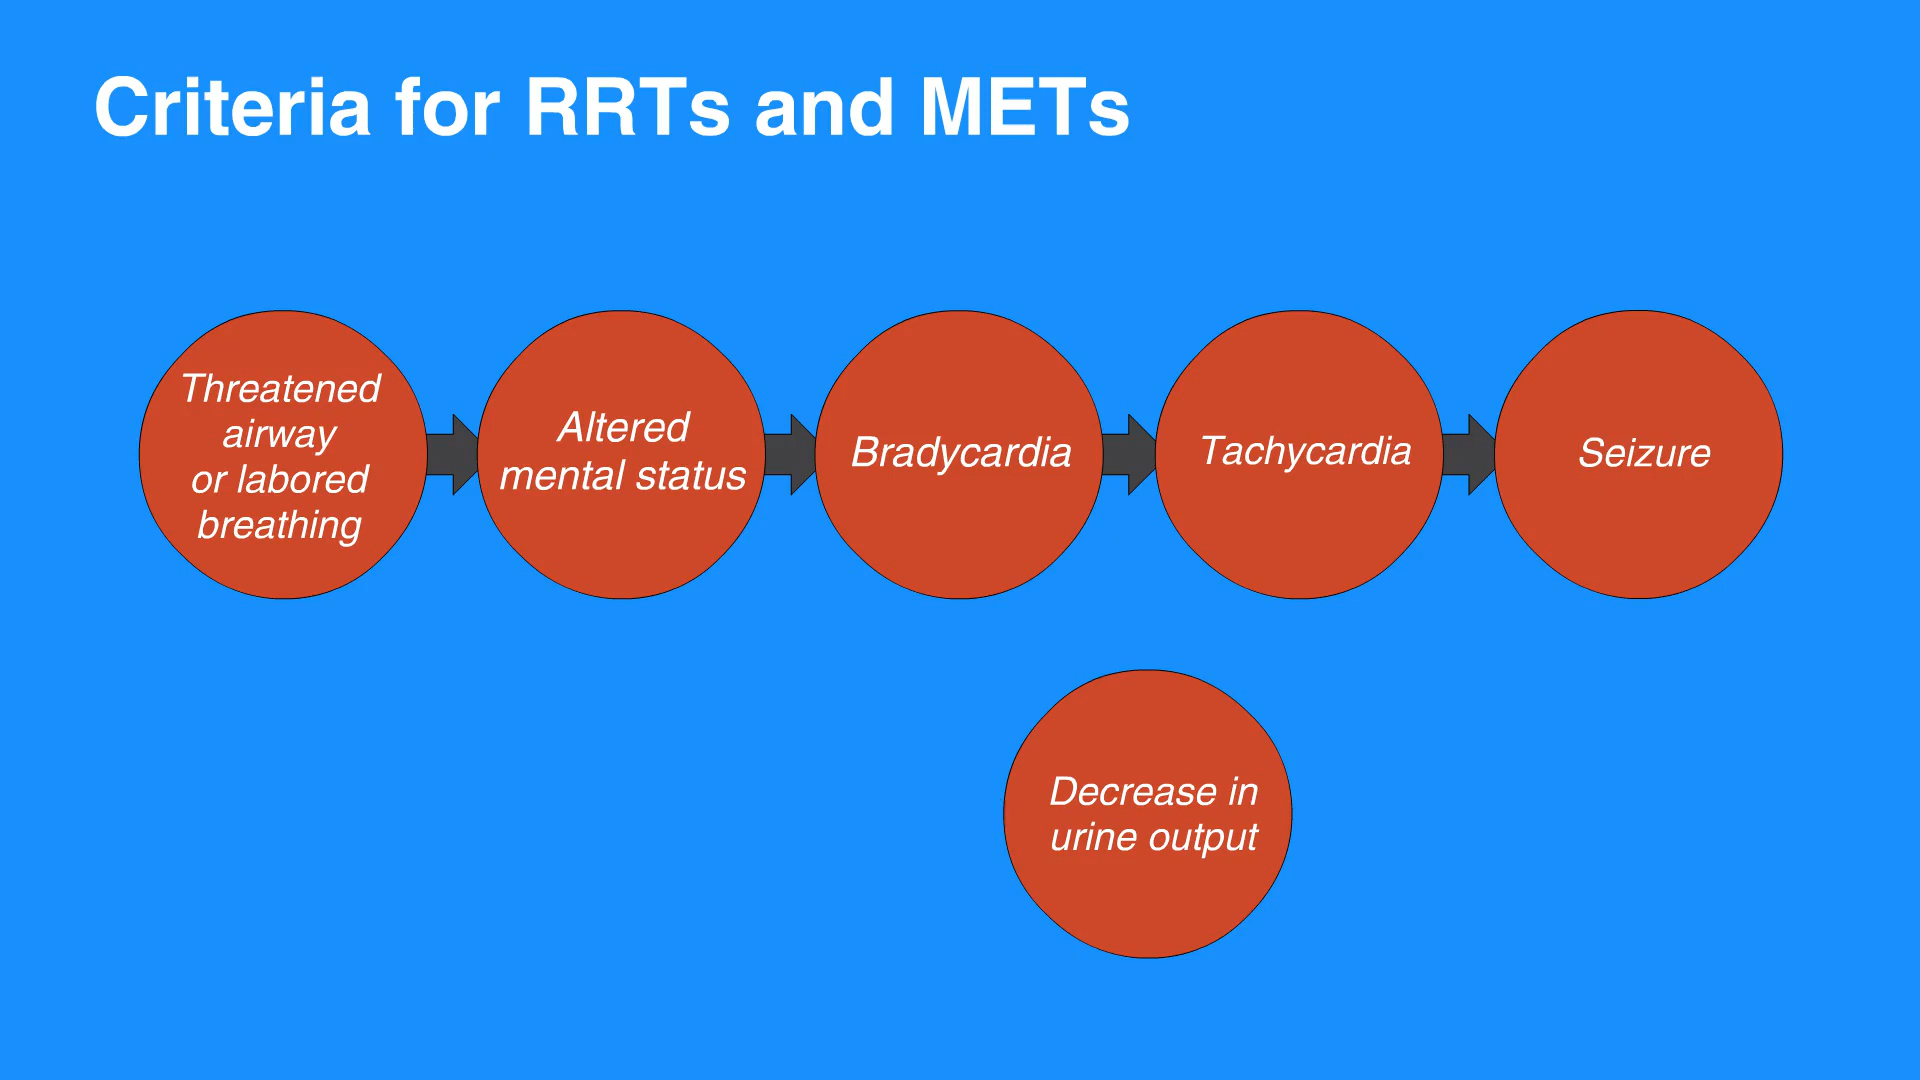 Criteria for RRTs and METs
Threatened
airway
or labored
breathing
Altered
mental status
Bradycardia
Tachycardia
Seizure
Decrease in
urine output